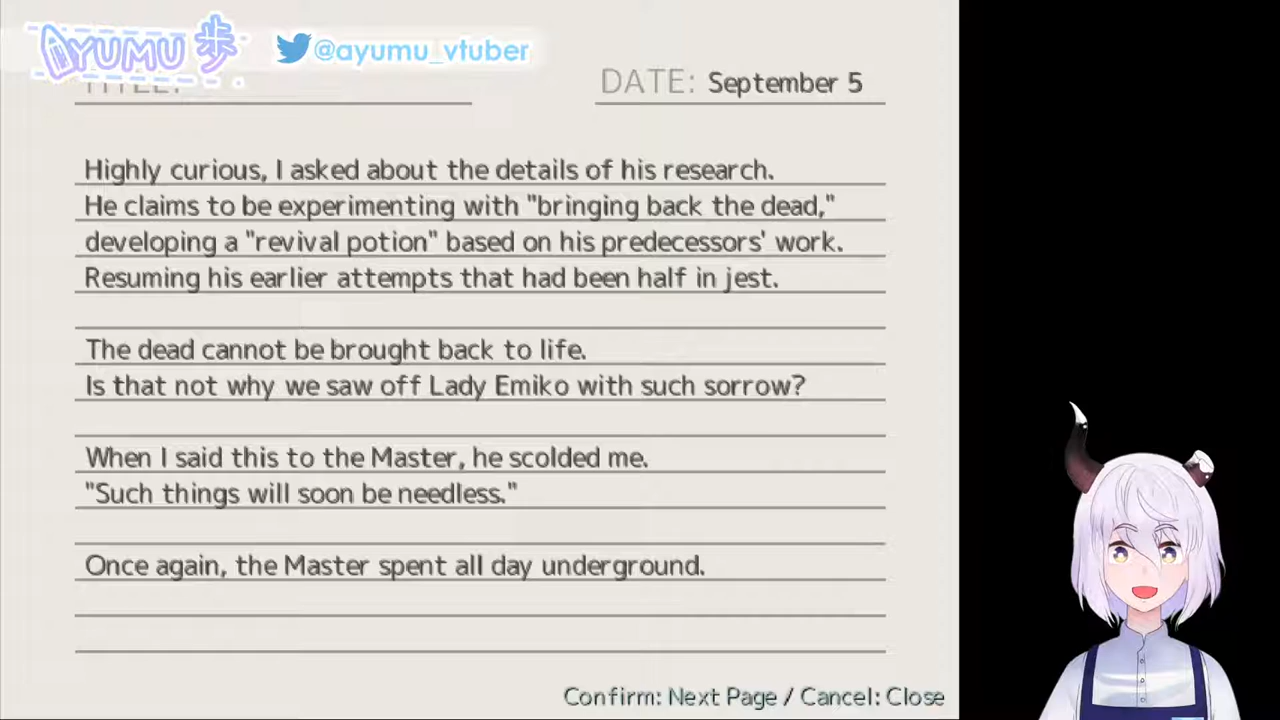 AYUMU 歩
@ayumu_vtuber
TITLE:
DATE: September 5
Highly curious, I asked about the details of his research.
He claims to be experimenting with "bringing back the dead,"
developing a "revival potion" based on his predecessors' work.
Resuming his earlier attempts that had been half in jest.
The dead cannot be brought back to life.
Is that not why we saw off Lady Emiko with such sorrow?
When I said this to the Master, he scolded me.
"Such things will soon be needless."
Once again, the Master spent all day underground.
Confirm: Next Page / Cancel: Close